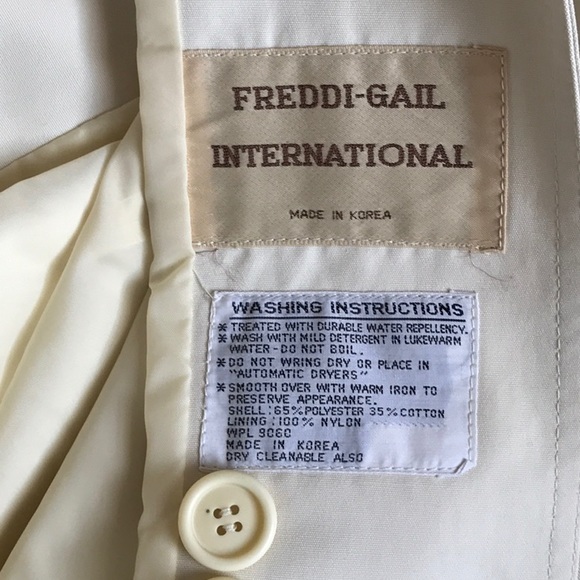 FREDDI-GAIL
INTERNATIONAL
MADE IN KOREA
WASHING INSTRUCTIONS
* TREATED WITH DURABLE WATER REPELLENCY.
* WASH WITH MILD DETERGENT IN LUKEWARM
WATER-DO NOT BOIL.
* DO NOT WRING DRY OR PLACE IN
"AUTOMATIC DRYERS"
* SMOOTH OVER WITH WARM IRON TO
PRESERVE APPEARANCE.
SHELL:65%POLYESTER 35%COTTON
LINING:100% NYLON
WPL 9060
MADE IN KOREA
DRY CLEANABLE ALSO